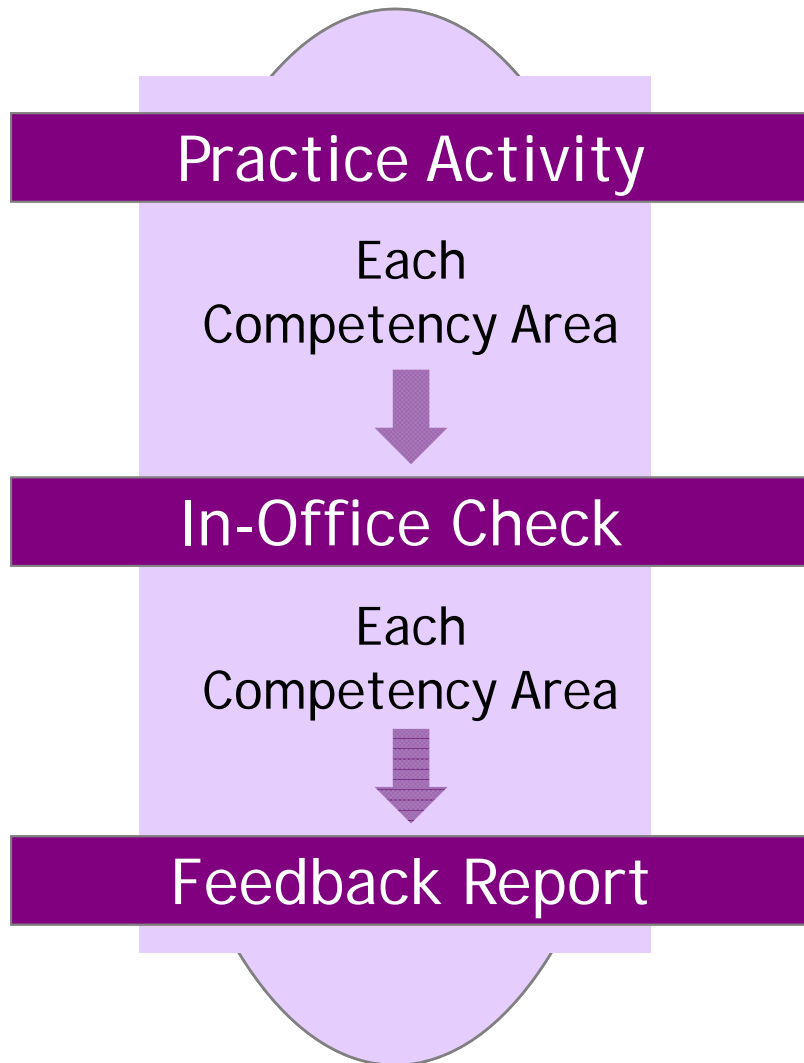 Practice Activity
Each
Competency Area
In-Office Check
Each
Competency Area
Feedback Report